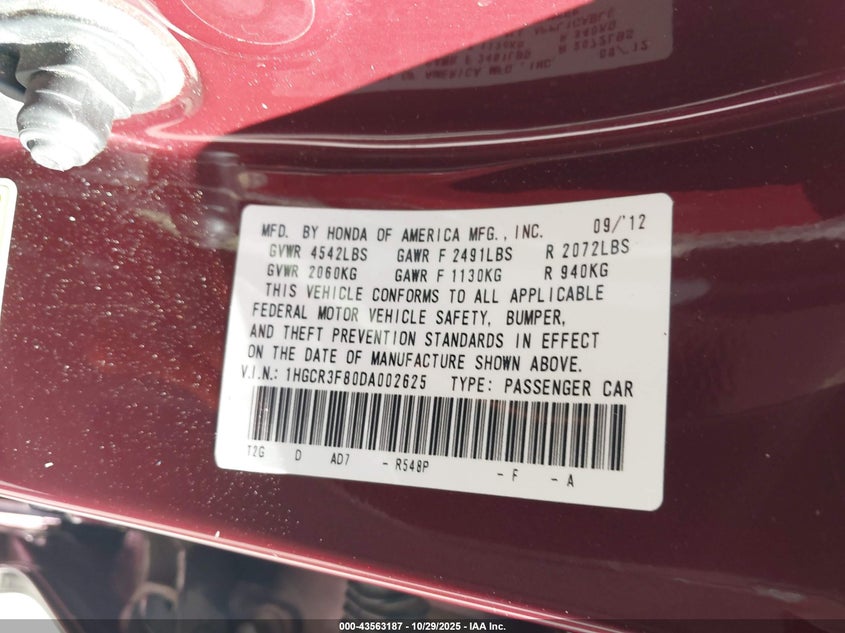 MFD. BY HONDA OF AMERICA MFG., INC. 09/'12
GVWR 4542LBS GAWR F 2491LBS R 2072LBS
GVWR 2060KG GAWR F 1130KG R 940KG
THIS VEHICLE CONFORMS TO ALL APPLICABLE
FEDERAL MOTOR VEHICLE SAFETY, BUMPER,
AND THEFT PREVENTION STANDARDS IN EFFECT
ON THE DATE OF MANUFACTURE SHOWN ABOVE.
V.I.N.: 1HGCR3F80DA002625 TYPE: PASSENGER CAR
T2G D AD7 - R548P - F - A
000-43563187 - 10/29/2025 - IAA Inc.